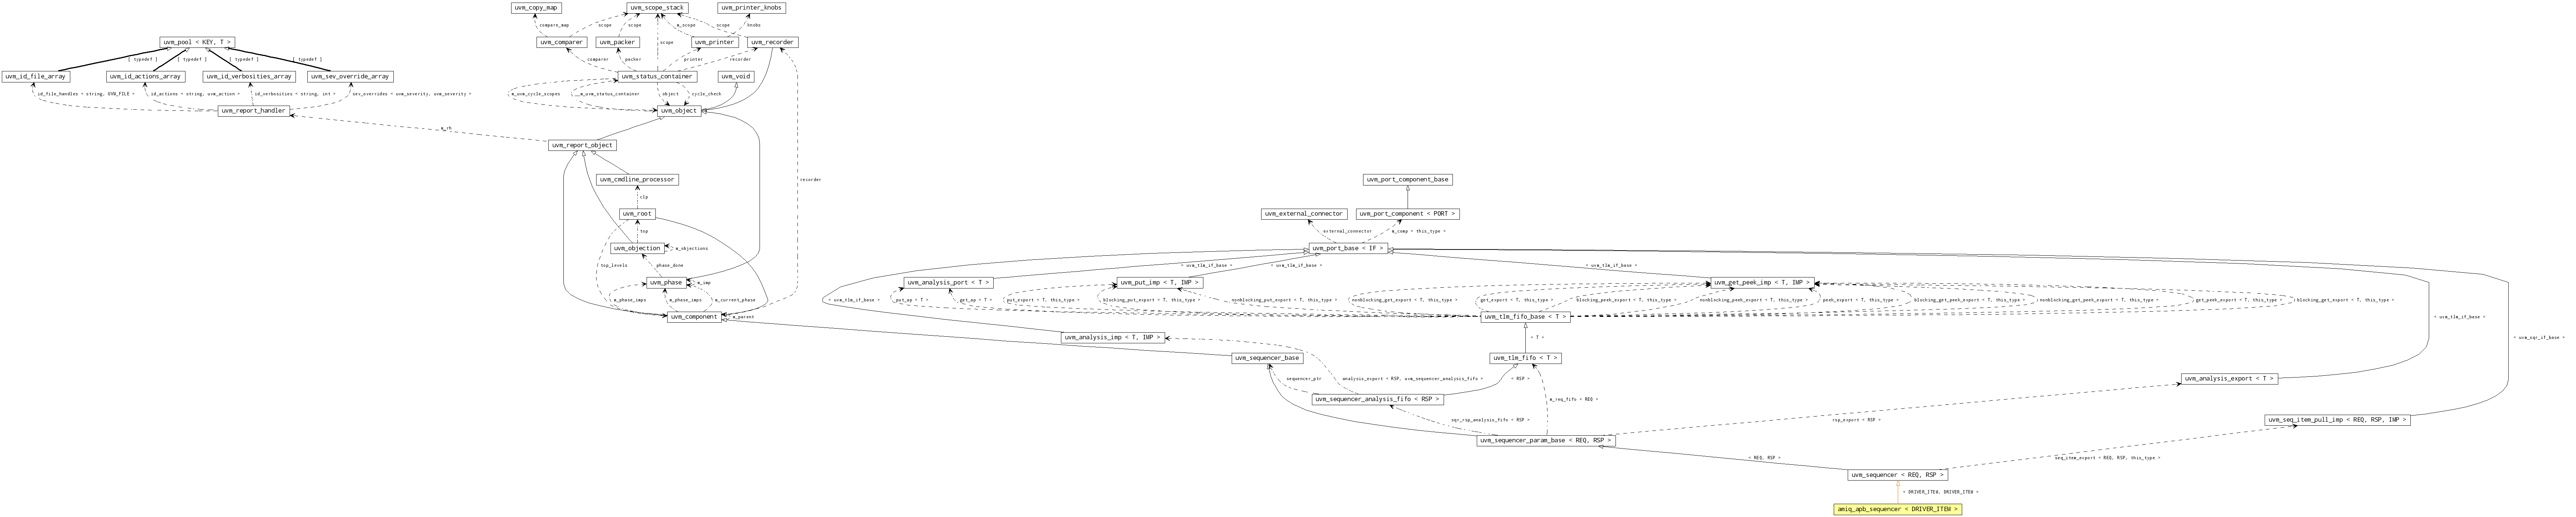 uvm_copy_map
uvm_scope_stack
uvm_printer_knobs
compare_map
scope
scope
m_scope
scope
knobs
uvm_pool < KEY, T >
uvm_comparer
uvm_packer
uvm_printer
uvm_recorder
[ typedef ]
[ typedef ]
[ typedef ]
[ typedef ]
scope
comparer
packer
printer
recorder
uvm_id_file_array
uvm_id_actions_array
uvm_id_verbosities_array
uvm_sev_override_array
uvm_status_container
uvm_void
id_file_handles < string, UVM_FILE >
id_actions < string, uvm_action >
id_verbosities < string, int >
sev_overrides < uvm_severity, uvm_severity >
m_uvm_cycle_scopes
_m_uvm_status_container
object
cycle_check
uvm_report_handler
uvm_object
m_rh
uvm_report_object
uvm_cmdline_processor
recorder
uvm_port_component_base
clp
uvm_root
uvm_external_connector
uvm_port_component < PORT >
top
external_connector
m_comp < this_type >
uvm_objection
m_objections
uvm_port_base < IF >
top_levels
phase_done
< uvm_tlm_if_base >
< uvm_tlm_if_base >
< uvm_tlm_if_base >
uvm_phase
m_imp
uvm_analysis_port < T >
uvm_put_imp < T, IMP >
uvm_get_peek_imp < T, IMP >
m_phase_imps
m_phase_imps
m_current_phase
< uvm_tlm_if_base >
put_ap < T >
get_ap < T >
put_export < T, this_type >
blocking_put_export < T, this_type >
nonblocking_put_export < T, this_type >
nonblocking_get_export < T, this_type >
get_export < T, this_type >
blocking_peek_export < T, this_type >
nonblocking_peek_export < T, this_type >
peek_export < T, this_type >
blocking_get_peek_export < T, this_type >
nonblocking_get_peek_export < T, this_type >
get_peek_export < T, this_type >
blocking_get_export < T, this_type >
uvm_component
m_parent
uvm_tlm_fifo_base < T >
< uvm_tlm_if_base >
uvm_analysis_imp < T, IMP >
< T >
< uvm_sqr_if_base >
uvm_sequencer_base
uvm_tlm_fifo < T >
sequencer_ptr
analysis_export < RSP, uvm_sequencer_analysis_fifo >
< RSP >
uvm_analysis_export < T >
uvm_sequencer_analysis_fifo < RSP >
m_req_fifo < REQ >
sqr_rsp_analysis_fifo < RSP >
rsp_export < RSP >
uvm_seq_item_pull_imp < REQ, RSP, IMP >
uvm_sequencer_param_base < REQ, RSP >
< REQ, RSP >
seq_item_export < REQ, RSP, this_type >
uvm_sequencer < REQ, RSP >
< DRIVER_ITEM, DRIVER_ITEM >
amiq_apb_sequencer < DRIVER_ITEM >